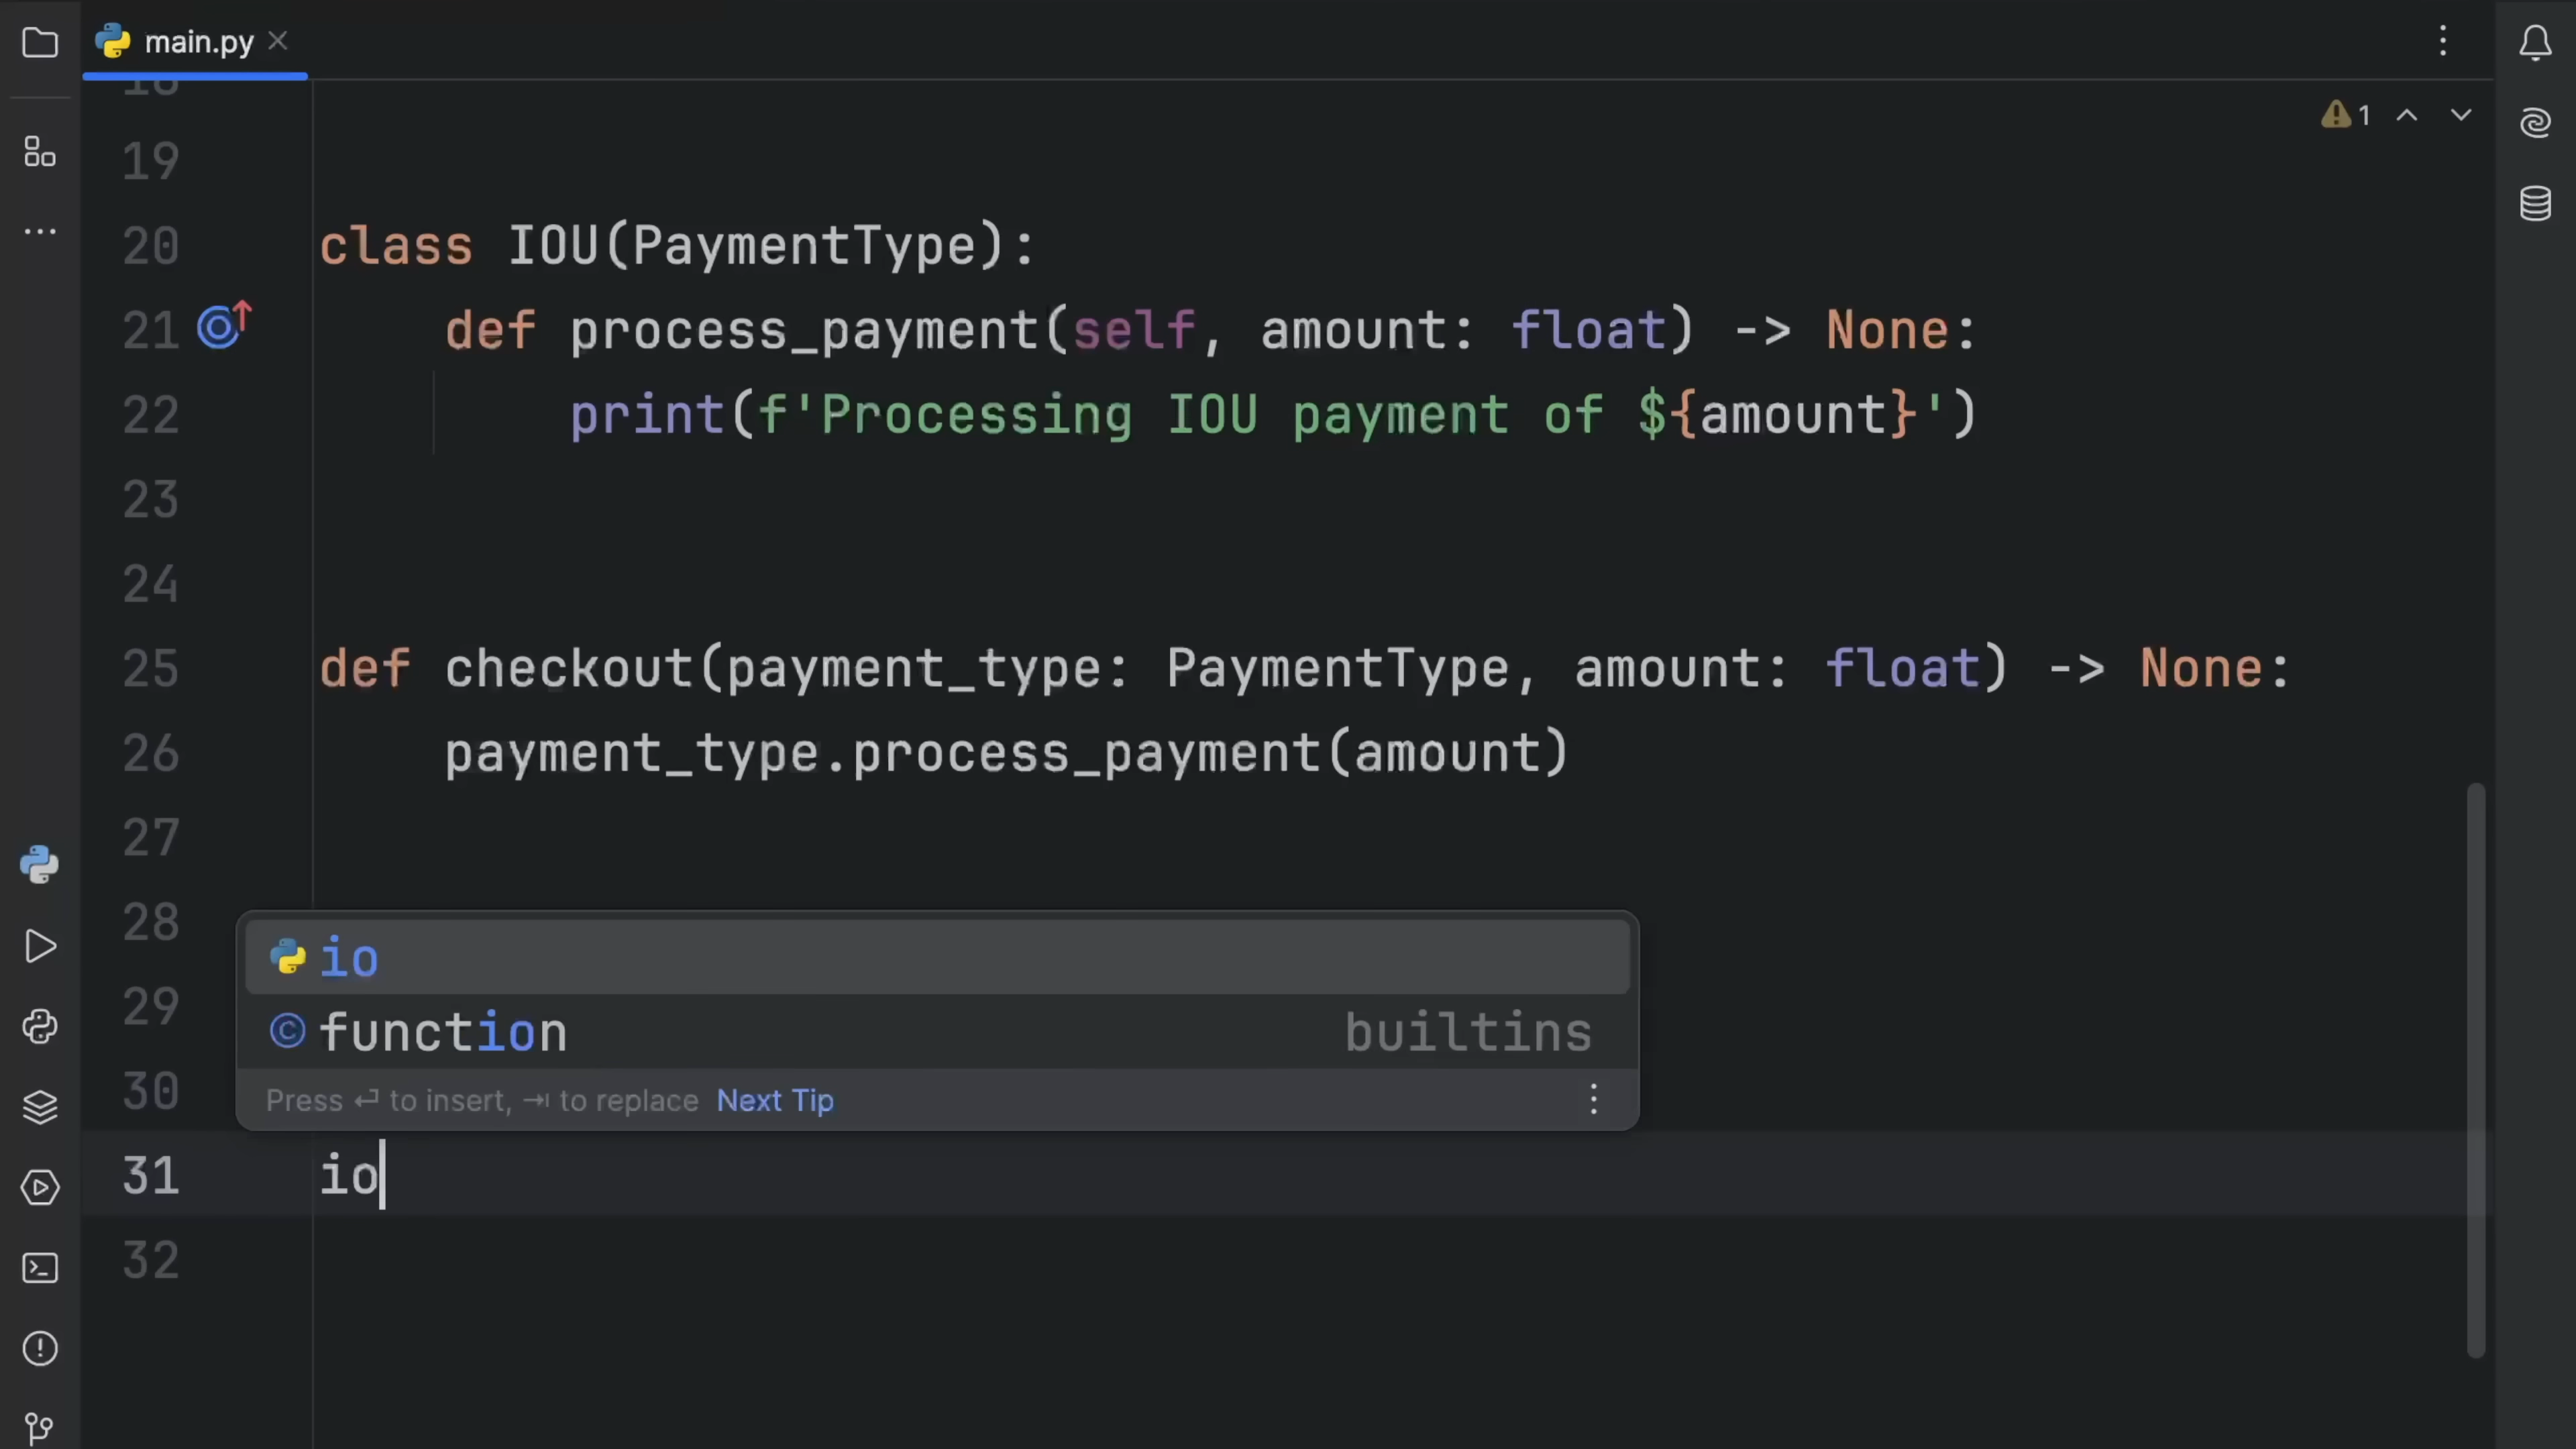 main.py
18
1
19
20 class IOU(PaymentType):
21 def process_payment(self, amount: float) -> None:
22 print(f'Processing IOU payment of ${amount}')
23
24
25 def checkout(payment_type: PaymentType, amount: float) -> None:
26 payment_type.process_payment(amount)
27
28
io
29
function builtins
30
Press ⏎ to insert, ⇥ to replace Next Tip
31 io
32